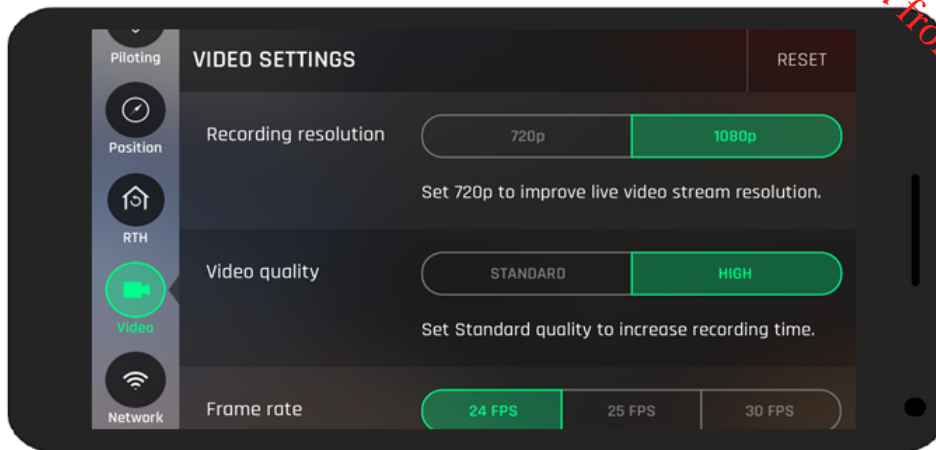 from
Piloting
VIDEO SETTINGS
RESET
Position
Recording resolution
720p
1080p
Set 720p to improve live video stream resolution.
RTH
Video quality
STANDARD
HIGH
Video
Set Standard quality to increase recording time.
Network
Frame rate
24 FPS
25 FPS
30 FPS